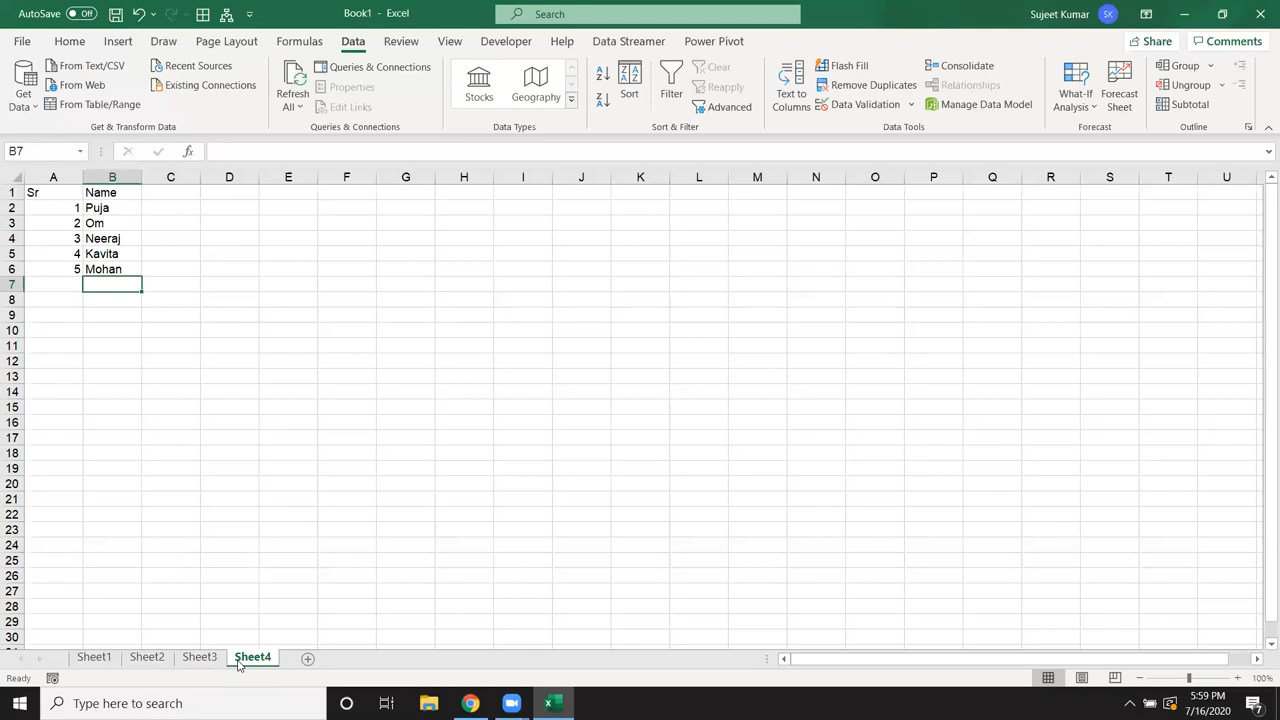 AutoSave Off Book1 - Excel Search Sujeet Kumar SK
File Home Insert Draw Page Layout Formulas Data Review View Developer Help Data Streamer Power Pivot Share Comments
Get Data From Text/CSV Recent Sources Refresh All Queries & Connections Stocks Geography Sort Filter Clear Text to Columns Flash Fill Consolidate What-If Analysis Forecast Sheet Group
From Web Existing Connections Properties Reapply Remove Duplicates Relationships Ungroup
From Table/Range Edit Links Advanced Data Validation Manage Data Model Subtotal
Get & Transform Data Queries & Connections Data Types Sort & Filter Data Tools Forecast Outline
B7 fx
A B C D E F G H I J K L M N O P Q R S T U
1 Sr Name
2 1 Puja
3 2 Om
4 3 Neeraj
5 4 Kavita
6 5 Mohan
7
8
9
10
11
12
13
14
15
16
17
18
19
20
21
22
23
24
25
26
27
28
29
30
Sheet1 Sheet2 Sheet3 Sheet4
Ready 100%
Type here to search 5:59 PM
7/16/2020 7